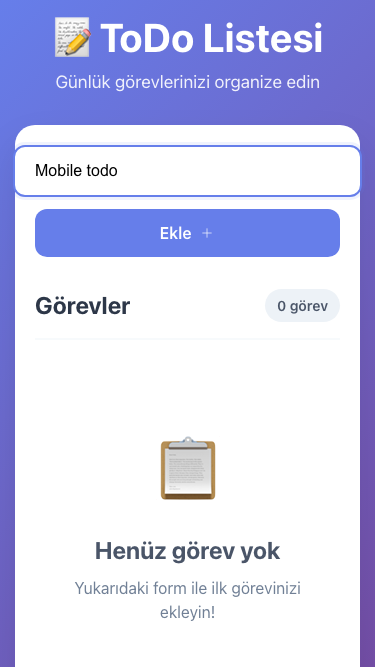 ToDo Listesi
Günlük görevlerinizi organize edin
Mobile todo
Ekle +
Görevler
0 görev
Henüz görev yok
Yukarıdaki form ile ilk görevinizi
ekleyin!